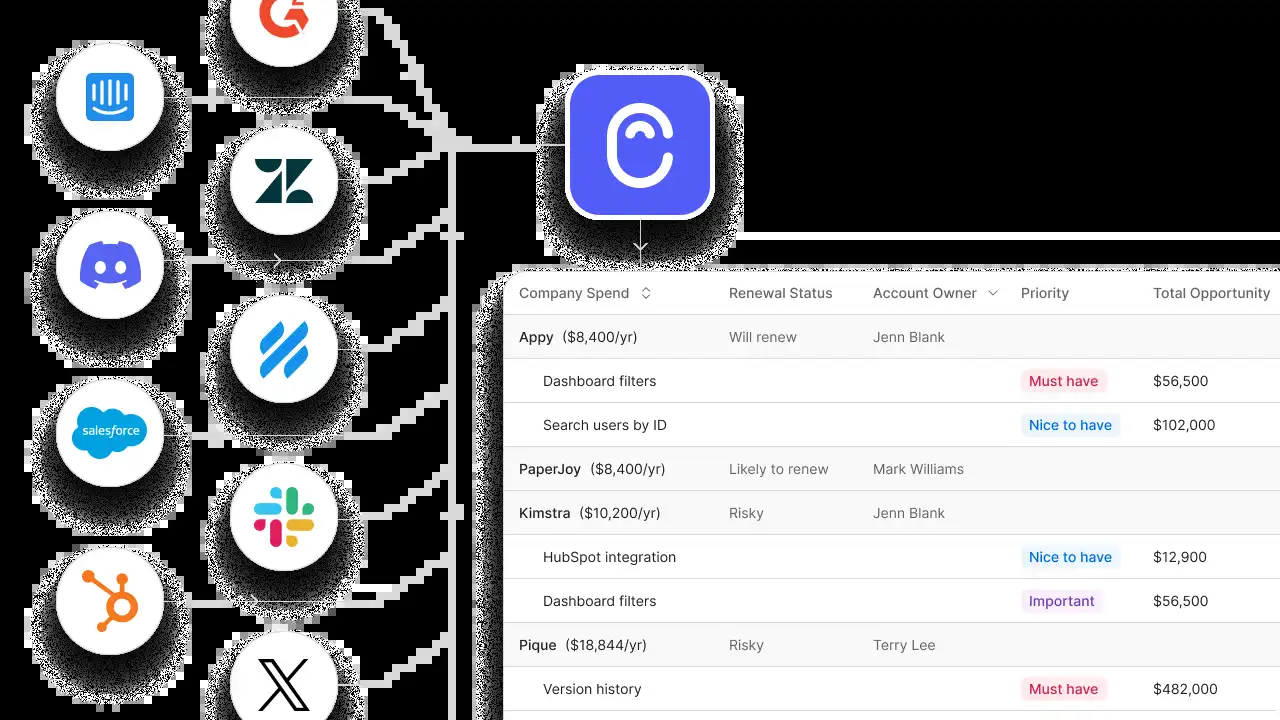 salesforce
Company Spend Renewal Status Account Owner Priority Total Opportunity
Appy ($8,400/yr) Will renew Jenn Blank
Dashboard filters Must have $56,500
Search users by ID Nice to have $102,000
PaperJoy ($8,400/yr) Likely to renew Mark Williams
Kimstra ($10,200/yr) Risky Jenn Blank
HubSpot integration Nice to have $12,900
Dashboard filters Important $56,500
Pique ($18,844/yr) Risky Terry Lee
Version history Must have $482,000